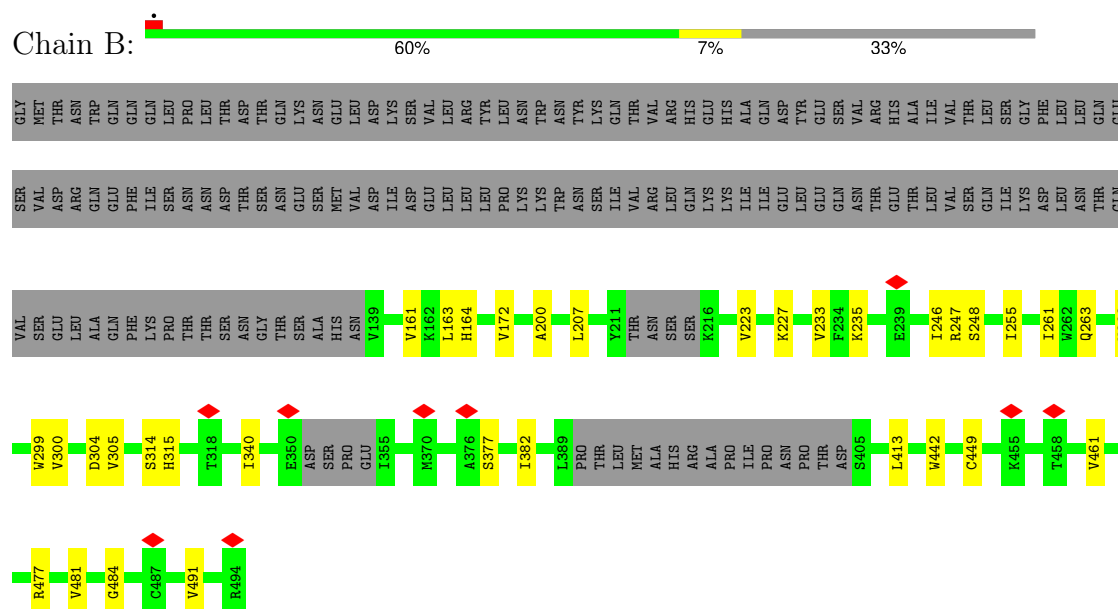 Chain B:
60% 7% 33%
GLY MET THR ASN TRP GLN GLN GLN LEU PRO LEU THR ASP THR GLN LYS ASN GLU LEU ASP LYS SER VAL LEU ARG TYR LEU ASN TRP ASN TYR LYS GLN THR VAL ARG HIS GLU HIS ALA GLN ASP TYR GLU SER VAL ARG HIS ALA ILE VAL THR LEU SER GLY PHE LEU LEU GLN GLU
SER VAL ASP ARG GLN GLU PHE ILE SER ASN ASN ASP THR SER ASN GLU SER MET VAL ASP ILE ASP GLU LEU LEU LEU PRO LYS LYS TRP ASN SER ILE VAL ARG LEU GLN LYS LYS ILE ILE GLU LEU GLU GLN ASN THR GLU THR LEU VAL SER GLN ILE LYS ASP LEU ASN THR GLN
VAL SER GLU LEU ALA GLN PHE LYS PRO THR THR SER ASN GLY THR SER ALA HIS ASN V139 V161 K162 L163 H164 V172 A200 L207 Y211 THR ASN SER SER K216 V223 K227 V233 F234 K235 E239 I246 R247 S248 I255 I261 W262 Q263
W299 V300 D304 V305 S314 H315 T318 I340 E350 ASP SER PRO GLU I355 M370 A376 S377 I382 L389 PRO THR LEU MET ALA HIS ARG ALA PRO ILE PRO ASN PRO THR ASP S405 L413 W442 C449 K455 T458 V461
R477 V481 G484 C487 V491 R494